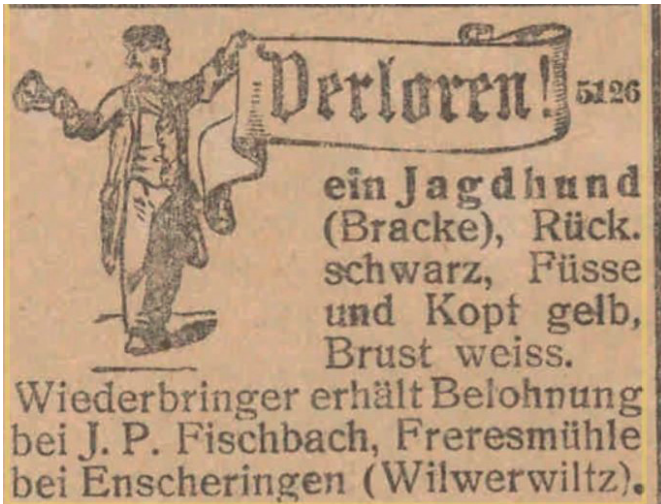 Verloren! 5126
ein Jagdhund
(Bracke), Rück.
schwarz, Füsse
und Kopf gelb,
Brust weiss.
Wiederbringer erhält Belohnung
bei J. P. Fischbach, Freresmühle
bei Enscheringen (Wilwerwiltz).